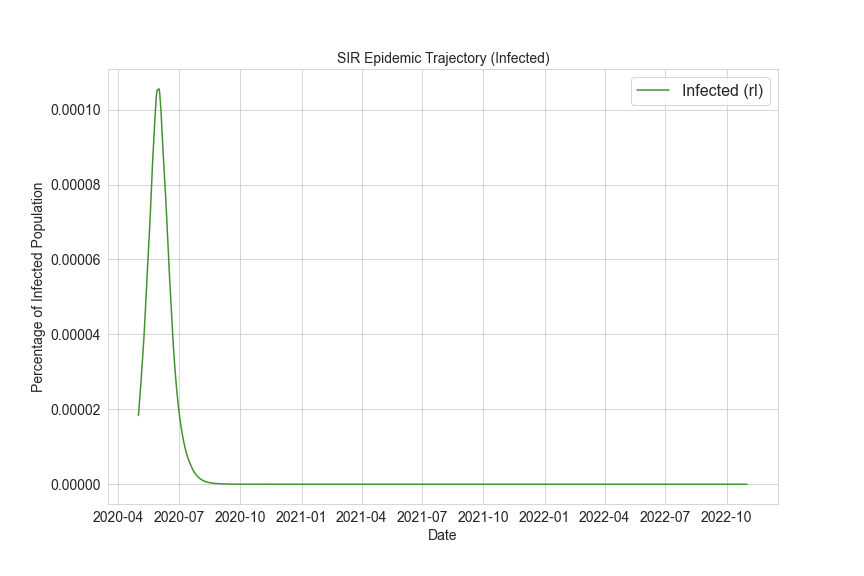 SIR Epidemic Trajectory (Infected)
Infected (rI)
Percentage of Infected Population
0.00010
0.00008
0.00006
0.00004
0.00002
0.00000
2020-04 2020-07 2020-10 2021-01 2021-04 2021-07 2021-10 2022-01 2022-04 2022-07 2022-10
Date